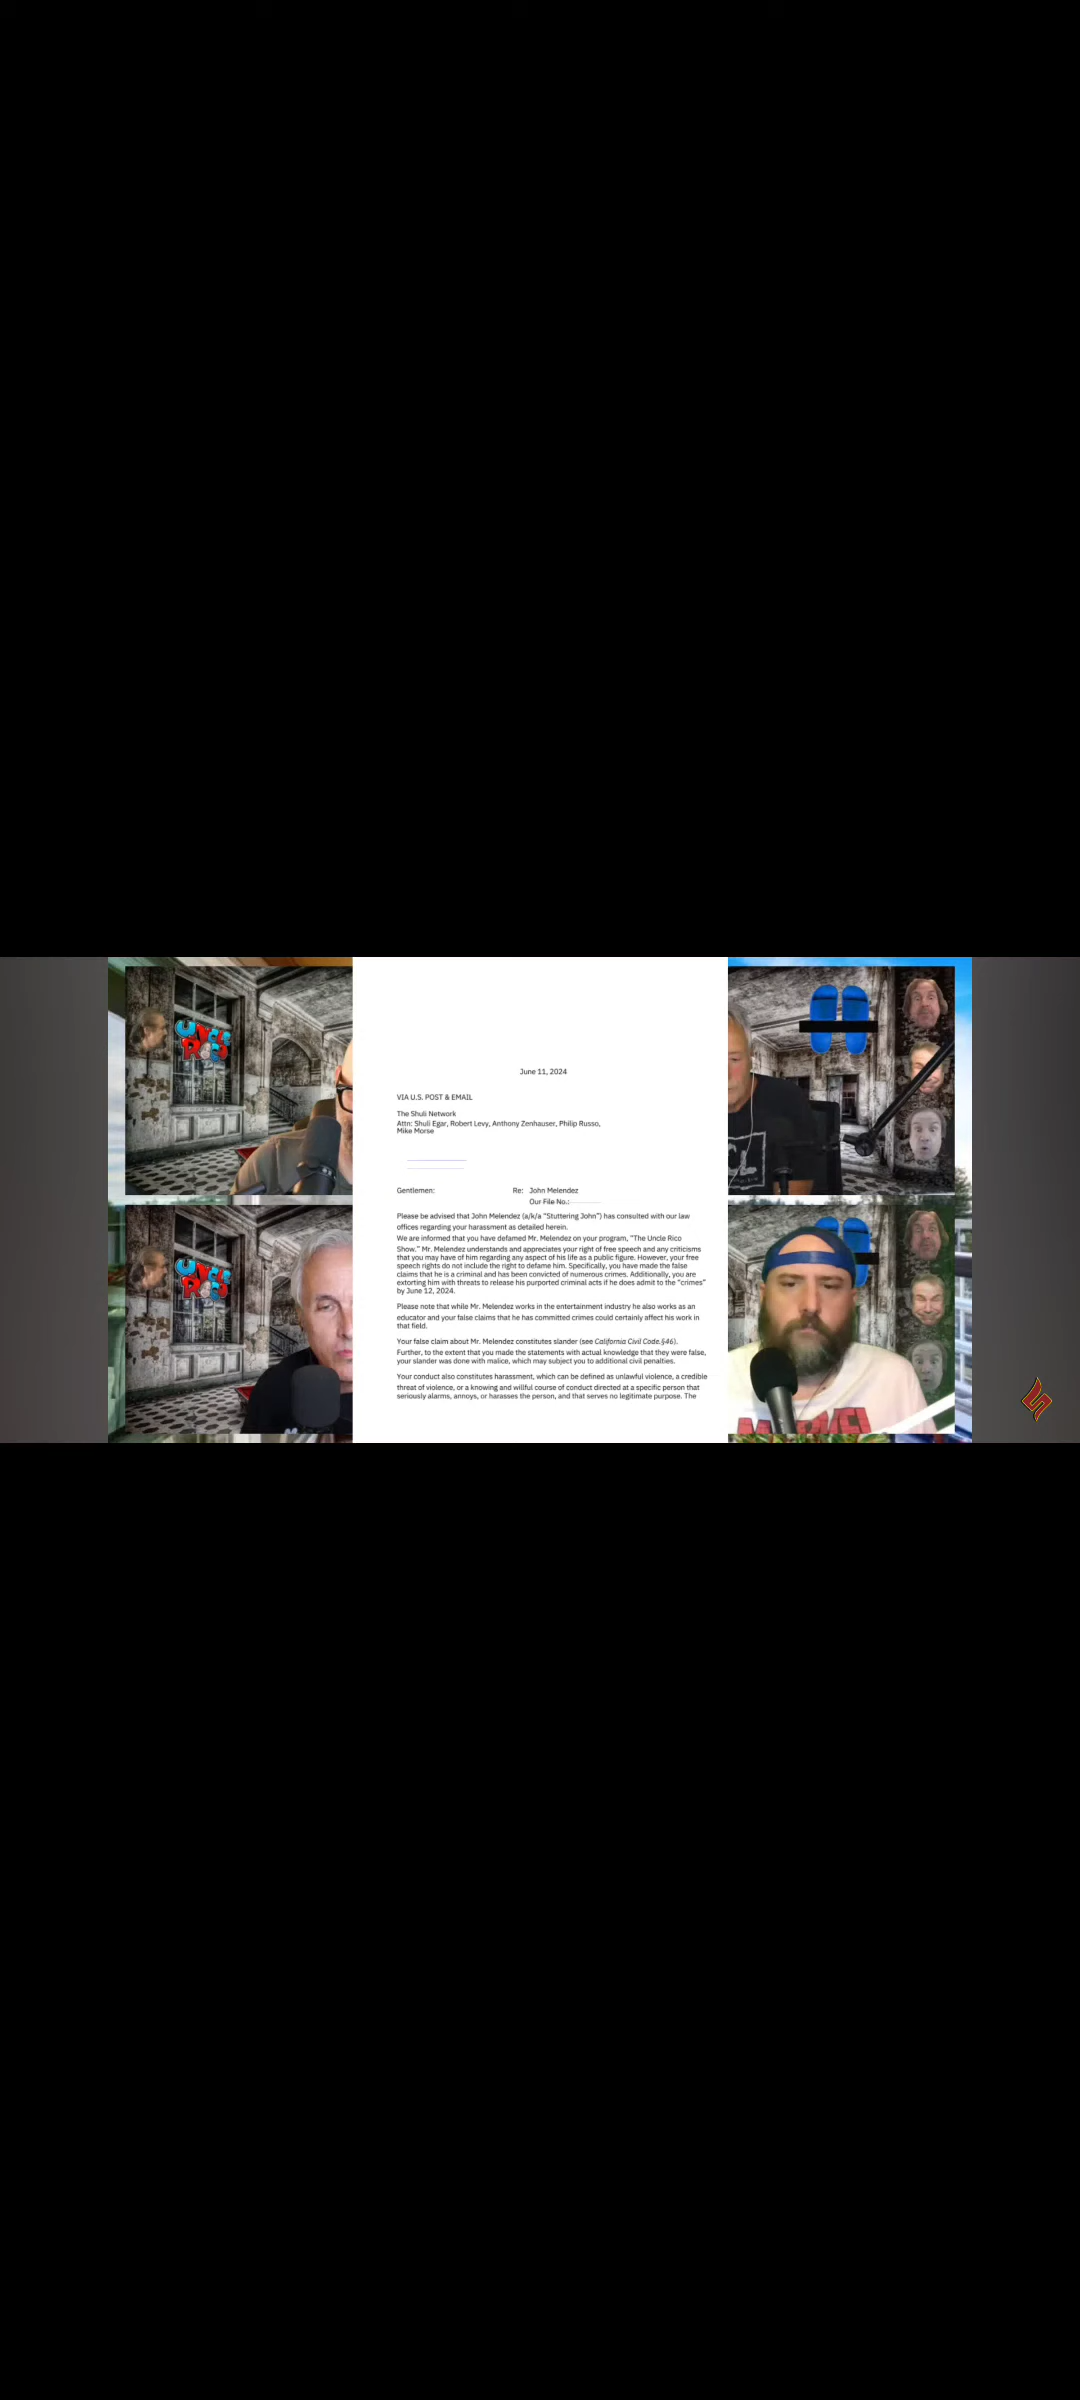 UNCLE
RICO
June 11, 2024
VIA U.S. POST & EMAIL
The Shuli Network
Attn: Shuli Egar, Robert Levy, Anthony Zenhauser, Philip Russo,
Mike Morse
Gentlemen: Re: John Melendez
Our File No.:
Please be advised that John Melendez (a/k/a "Stuttering John") has consulted with our law
offices regarding your harassment as detailed herein.
We are informed that you have defamed Mr. Melendez on your program, "The Uncle Rico
Show." Mr. Melendez understands and appreciates your right of free speech and any criticisms
that you may have of him regarding any aspect of his life as a public figure. However, your free
speech rights do not include the right to defame him. Specifically, you have made the false
claims that he is a criminal and has been convicted of numerous crimes. Additionally, you are
extorting him with threats to release his purported criminal acts if he does admit to the "crimes"
by June 12, 2024.
Please note that while Mr. Melendez works in the entertainment industry he also works as an
educator and your false claims that he has committed crimes could certainly affect his work in
that field.
Your false claim about Mr. Melendez constitutes slander (see California Civil Code.§46).
Further, to the extent that you made the statements with actual knowledge that they were false,
your slander was done with malice, which may subject you to additional civil penalties.
Your conduct also constitutes harassment, which can be defined as unlawful violence, a credible
threat of violence, or a knowing and willful course of conduct directed at a specific person that
seriously alarms, annoys, or harasses the person, and that serves no legitimate purpose. The
UNCLE
RICO